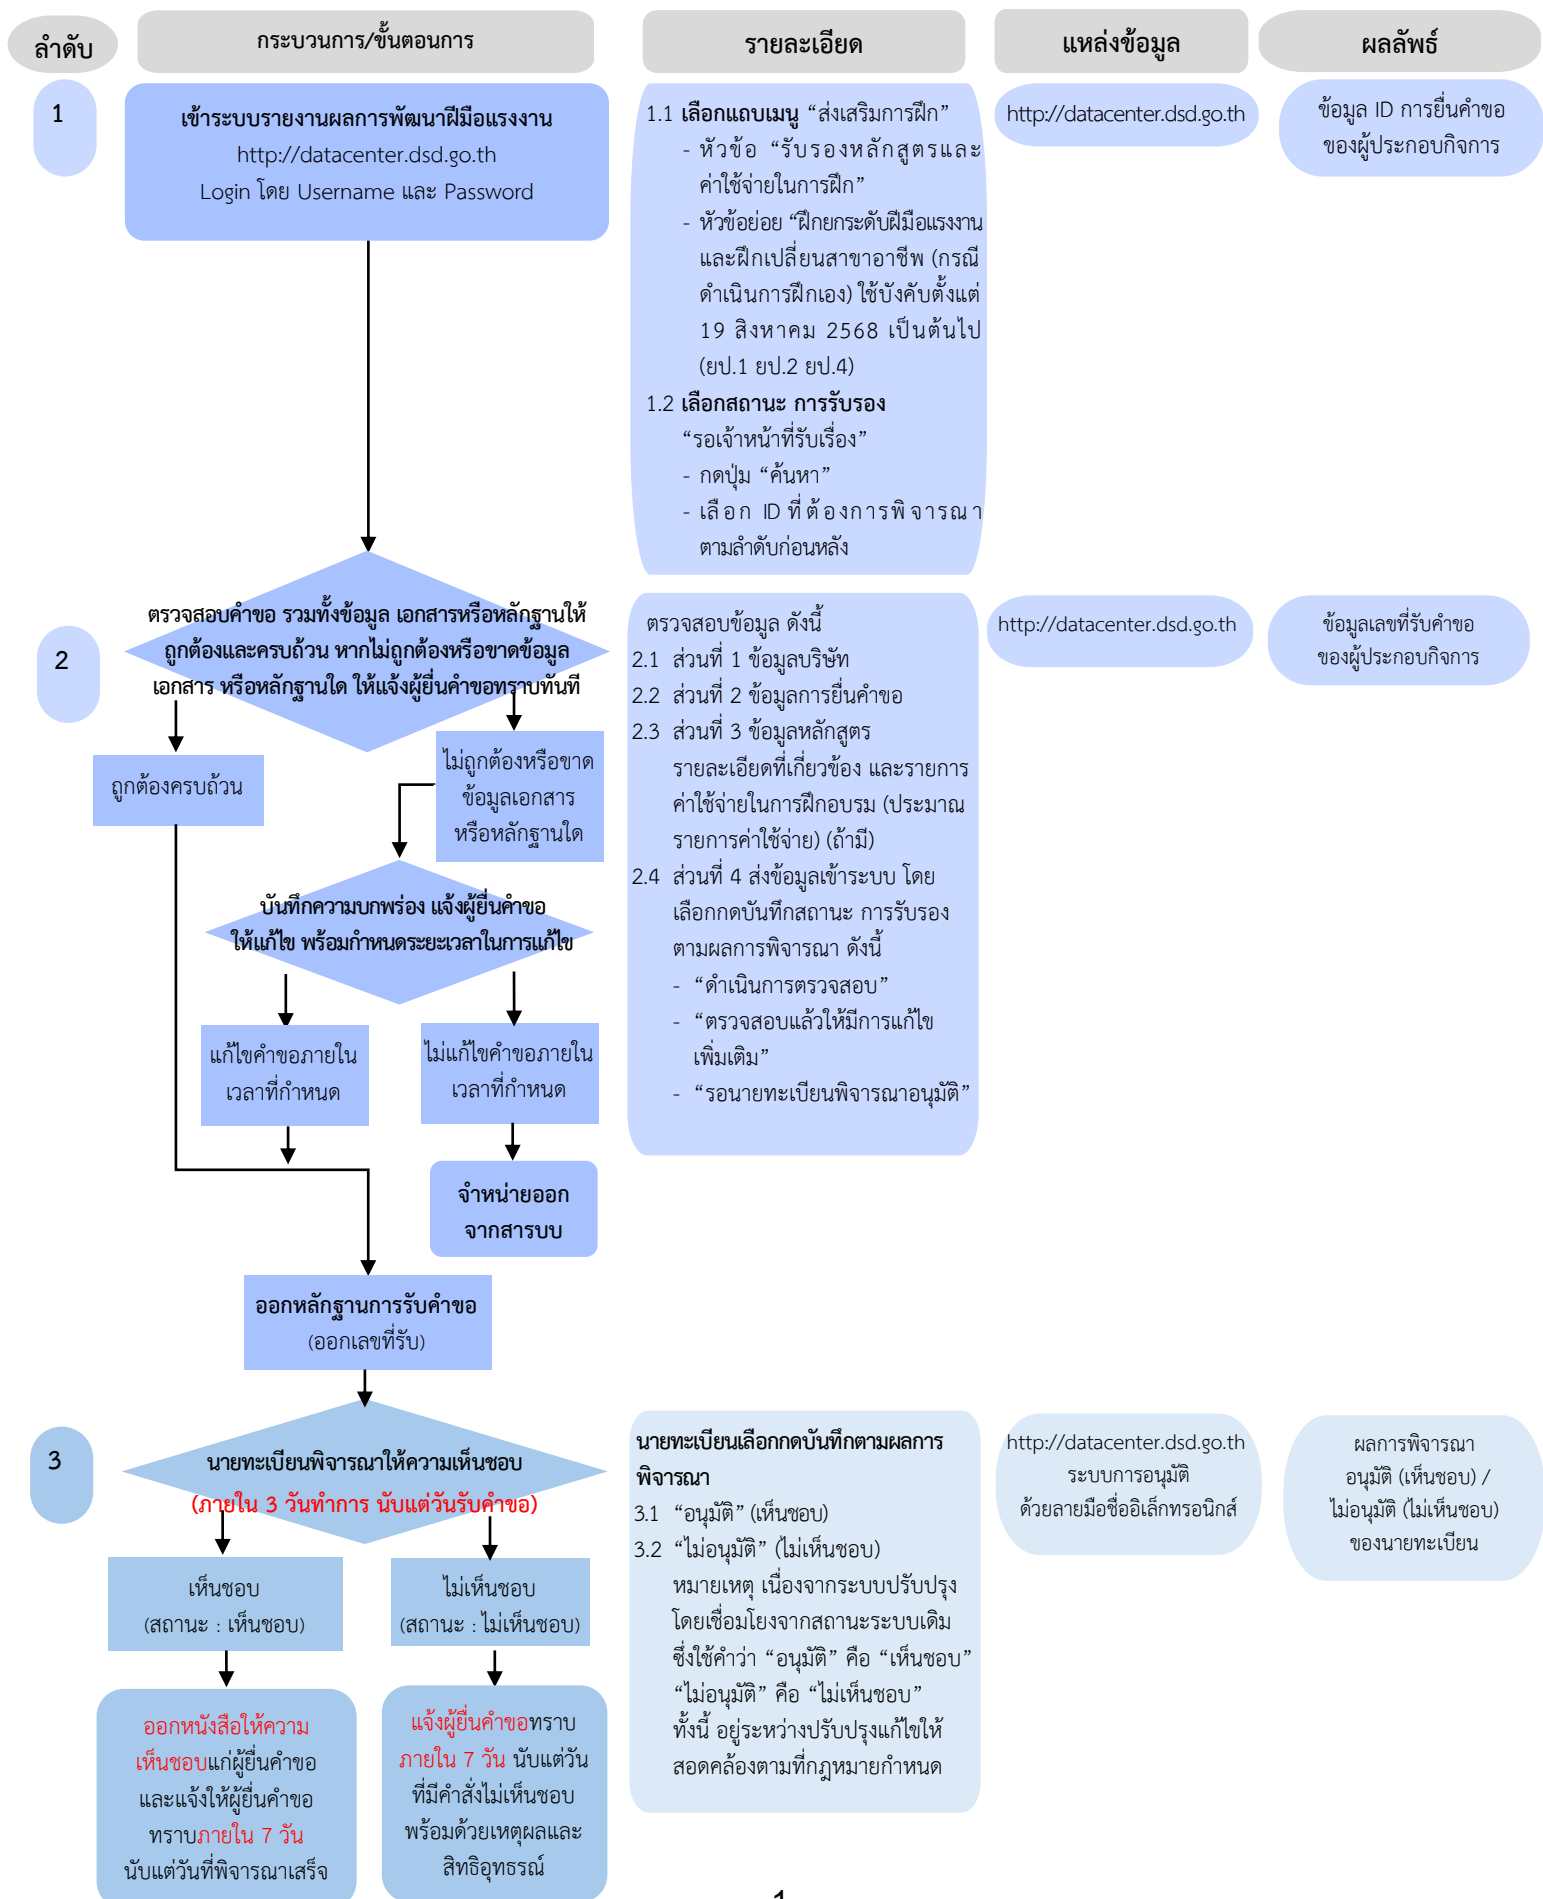 ลำดับ
กระบวนการ/ขั้นตอนการ
รายละเอียด
แหล่งข้อมูล
ผลลัพธ์
1
เข้าระบบรายงานผลการพัฒนาฝีมือแรงงาน
http://datacenter.dsd.go.th
Login โดย Username และ Password
1.1 เลือกแถบเมนู “ส่งเสริมการฝึก”
- หัวข้อ “รับรองหลักสูตรและ
ค่าใช้จ่ายในการฝึก”
- หัวข้อย่อย “ฝึกยกระดับฝีมือแรงงาน
และฝึกเปลี่ยนสาขาอาชีพ (กรณี
ดำเนินการฝึกเอง) ใช้บังคับตั้งแต่
19 สิงหาคม 2568 เป็นต้นไป
(ยป.1 ยป.2 ยป.4)
1.2 เลือกสถานะ การรับรอง
“รอเจ้าหน้าที่รับเรื่อง”
- กดปุ่ม “ค้นหา”
- เลือก ID ที่ต้องการพิจารณา
ตามลำดับก่อนหลัง
http://datacenter.dsd.go.th
ข้อมูล ID การยื่นคำขอ
ของผู้ประกอบกิจการ
2
ตรวจสอบคำขอ รวมทั้งข้อมูล เอกสารหรือหลักฐานให้
ถูกต้องและครบถ้วน หากไม่ถูกต้องหรือขาดข้อมูล
เอกสาร หรือหลักฐานใด ให้แจ้งผู้ยื่นคำขอทราบทันที
ถูกต้องครบถ้วน
ไม่ถูกต้องหรือขาด
ข้อมูลเอกสาร
หรือหลักฐานใด
บันทึกความบกพร่อง แจ้งผู้ยื่นคำขอ
ให้แก้ไข พร้อมกำหนดระยะเวลาในการแก้ไข
แก้ไขคำขอภายใน
เวลาที่กำหนด
ไม่แก้ไขคำขอภายใน
เวลาที่กำหนด
จำหน่ายออก
จากสารบบ
ออกหลักฐานการรับคำขอ
(ออกเลขที่รับ)
ตรวจสอบข้อมูล ดังนี้
2.1 ส่วนที่ 1 ข้อมูลบริษัท
2.2 ส่วนที่ 2 ข้อมูลการยื่นคำขอ
2.3 ส่วนที่ 3 ข้อมูลหลักสูตร
รายละเอียดที่เกี่ยวข้อง และรายการ
ค่าใช้จ่ายในการฝึกอบรม (ประมาณ
รายการค่าใช้จ่าย) (ถ้ามี)
2.4 ส่วนที่ 4 ส่งข้อมูลเข้าระบบ โดย
เลือกกดบันทึกสถานะ การรับรอง
ตามผลการพิจารณา ดังนี้
- “ดำเนินการตรวจสอบ”
- “ตรวจสอบแล้วให้มีการแก้ไข
เพิ่มเติม”
- “รอนายทะเบียนพิจารณาอนุมัติ”
http://datacenter.dsd.go.th
ข้อมูลเลขที่รับคำขอ
ของผู้ประกอบกิจการ
3
นายทะเบียนพิจารณาให้ความเห็นชอบ
(ภายใน 3 วันทำการ นับแต่วันรับคำขอ)
เห็นชอบ
(สถานะ : เห็นชอบ)
ไม่เห็นชอบ
(สถานะ : ไม่เห็นชอบ)
ออกหนังสือให้ความ
เห็นชอบแก่ผู้ยื่นคำขอ
และแจ้งให้ผู้ยื่นคำขอ
ทราบภายใน 7 วัน
นับแต่วันที่พิจารณาเสร็จ
แจ้งผู้ยื่นคำขอทราบ
ภายใน 7 วัน นับแต่วัน
ที่มีคำสั่งไม่เห็นชอบ
พร้อมด้วยเหตุผลและ
สิทธิอุทธรณ์
นายทะเบียนเลือกกดบันทึกตามผลการ
พิจารณา
3.1 “อนุมัติ” (เห็นชอบ)
3.2 “ไม่อนุมัติ” (ไม่เห็นชอบ)
หมายเหตุ เนื่องจากระบบปรับปรุง
โดยเชื่อมโยงจากสถานะระบบเดิม
ซึ่งใช้คำว่า “อนุมัติ” คือ “เห็นชอบ”
“ไม่อนุมัติ” คือ “ไม่เห็นชอบ”
ทั้งนี้ อยู่ระหว่างปรับปรุงแก้ไขให้
สอดคล้องตามที่กฎหมายกำหนด
http://datacenter.dsd.go.th
ระบบการอนุมัติ
ด้วยลายมือชื่ออิเล็กทรอนิกส์
ผลการพิจารณา
อนุมัติ (เห็นชอบ) /
ไม่อนุมัติ (ไม่เห็นชอบ)
ของนายทะเบียน
1